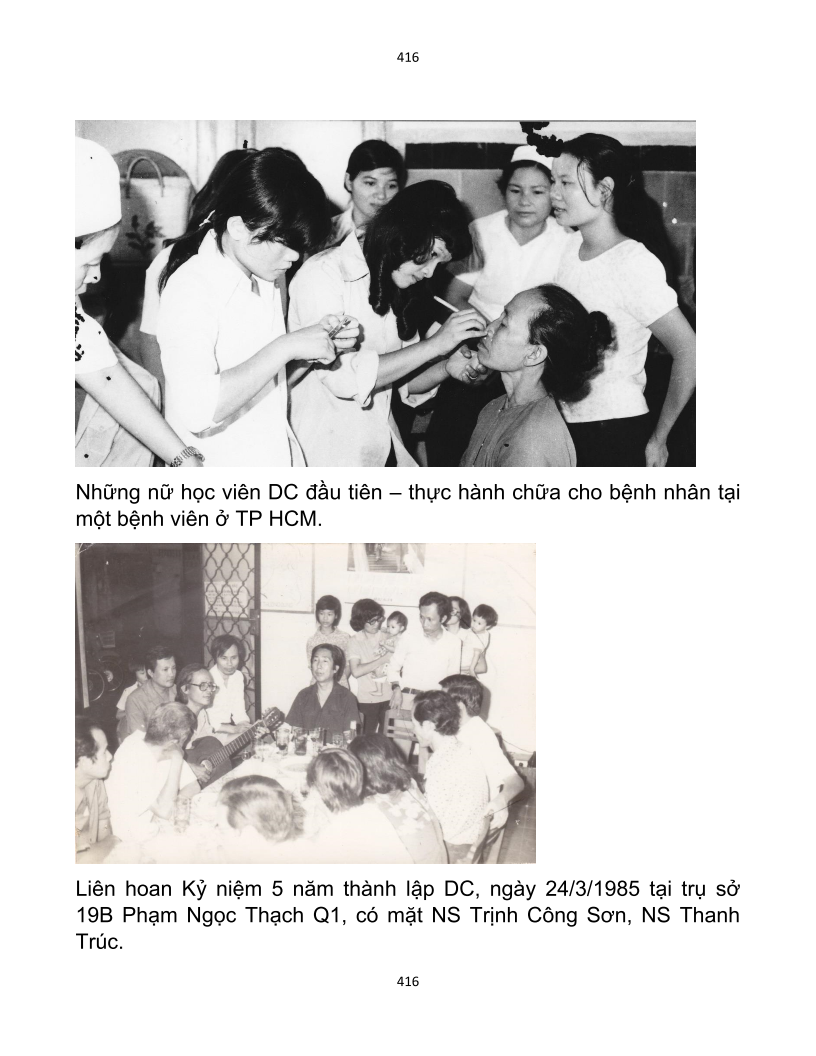 416
Những nữ học viên DC đầu tiên – thực hành chữa cho bệnh nhân tại
một bệnh viên ở TP HCM.
Liên hoan Kỷ niệm 5 năm thành lập DC, ngày 24/3/1985 tại trụ sở
19B Phạm Ngọc Thạch Q1, có mặt NS Trịnh Công Sơn, NS Thanh
Trúc.
416